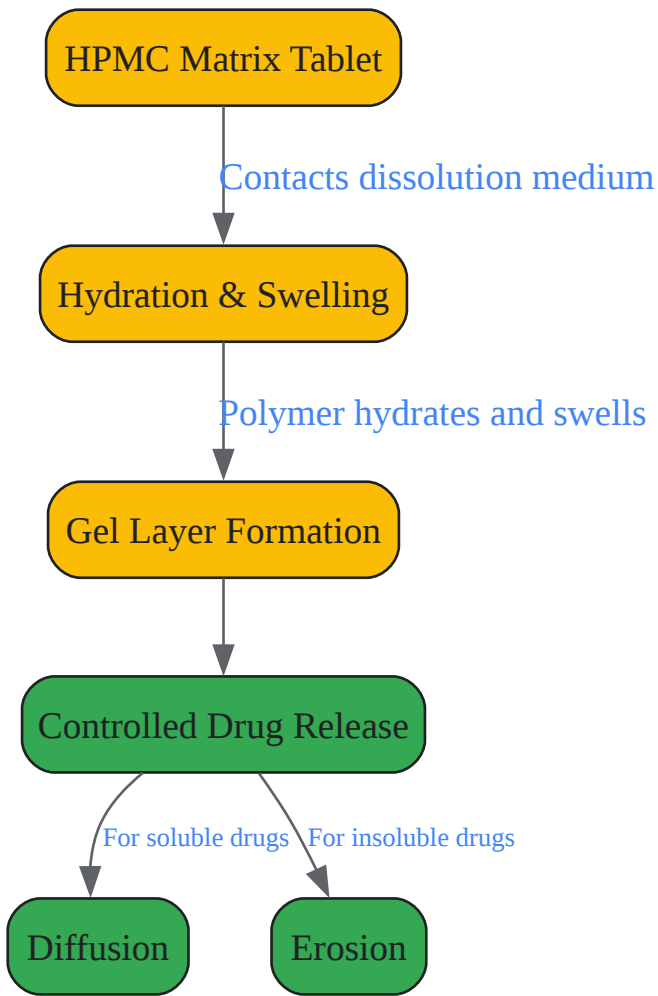 HPMC Matrix Tablet
Contacts dissolution medium
Hydration & Swelling
Polymer hydrates and swells
Gel Layer Formation
Controlled Drug Release
For soluble drugs
For insoluble drugs
Diffusion
Erosion